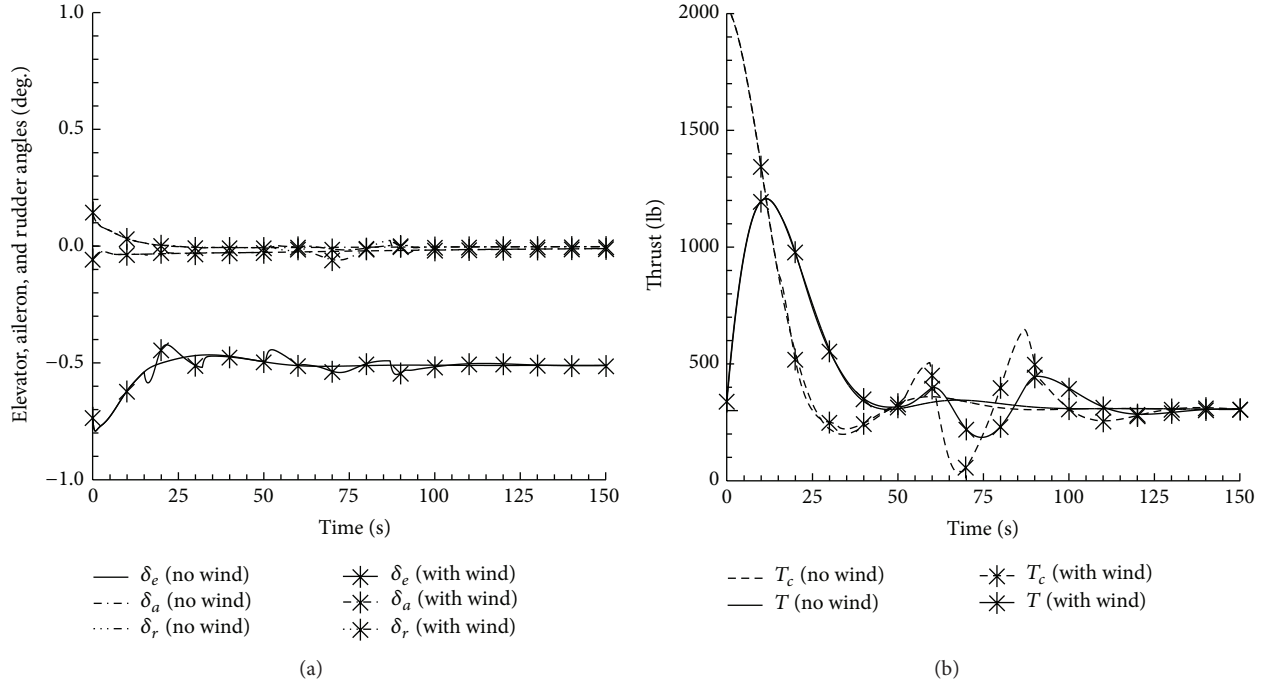 Elevator, aileron, and rudder angles (deg.)
1.0
0.5
0.0
−0.5
−1.0
0 25 50 75 100 125 150
Time (s)
δe (no wind)
δa (no wind)
δr (no wind)
δe (with wind)
δa (with wind)
δr (with wind)
(a)
Thrust (lb)
2000
1500
1000
500
0
0 25 50 75 100 125 150
Time (s)
Tc (no wind)
T (no wind)
Tc (with wind)
T (with wind)
(b)